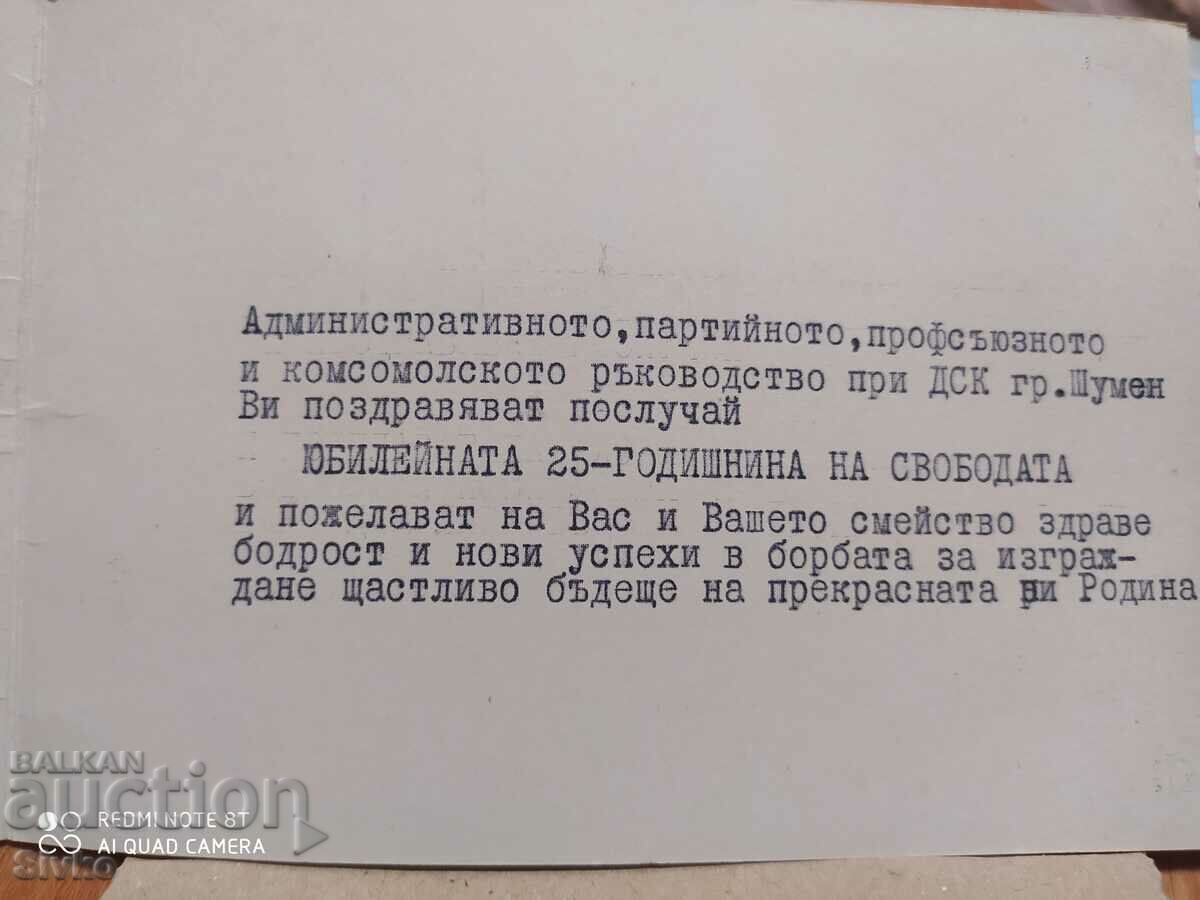 Административното,партийното,профсъюзното
и комсомолското ръководство при ДСК гр.Шумен
Ви поздравяват послучай
ЮБИЛЕЙНАТА 25-ГОДИШНИНА НА СВОБОДАТА
и пожелават на Вас и Вашето смейство здраве
бодрост и нови успехи в борбата за изграж-
дане щастливо бъдеще на прекрасната ни Родина
BALKAN
auction
REDMI NOTE 8T
AI QUAD CAMERA
Sivko